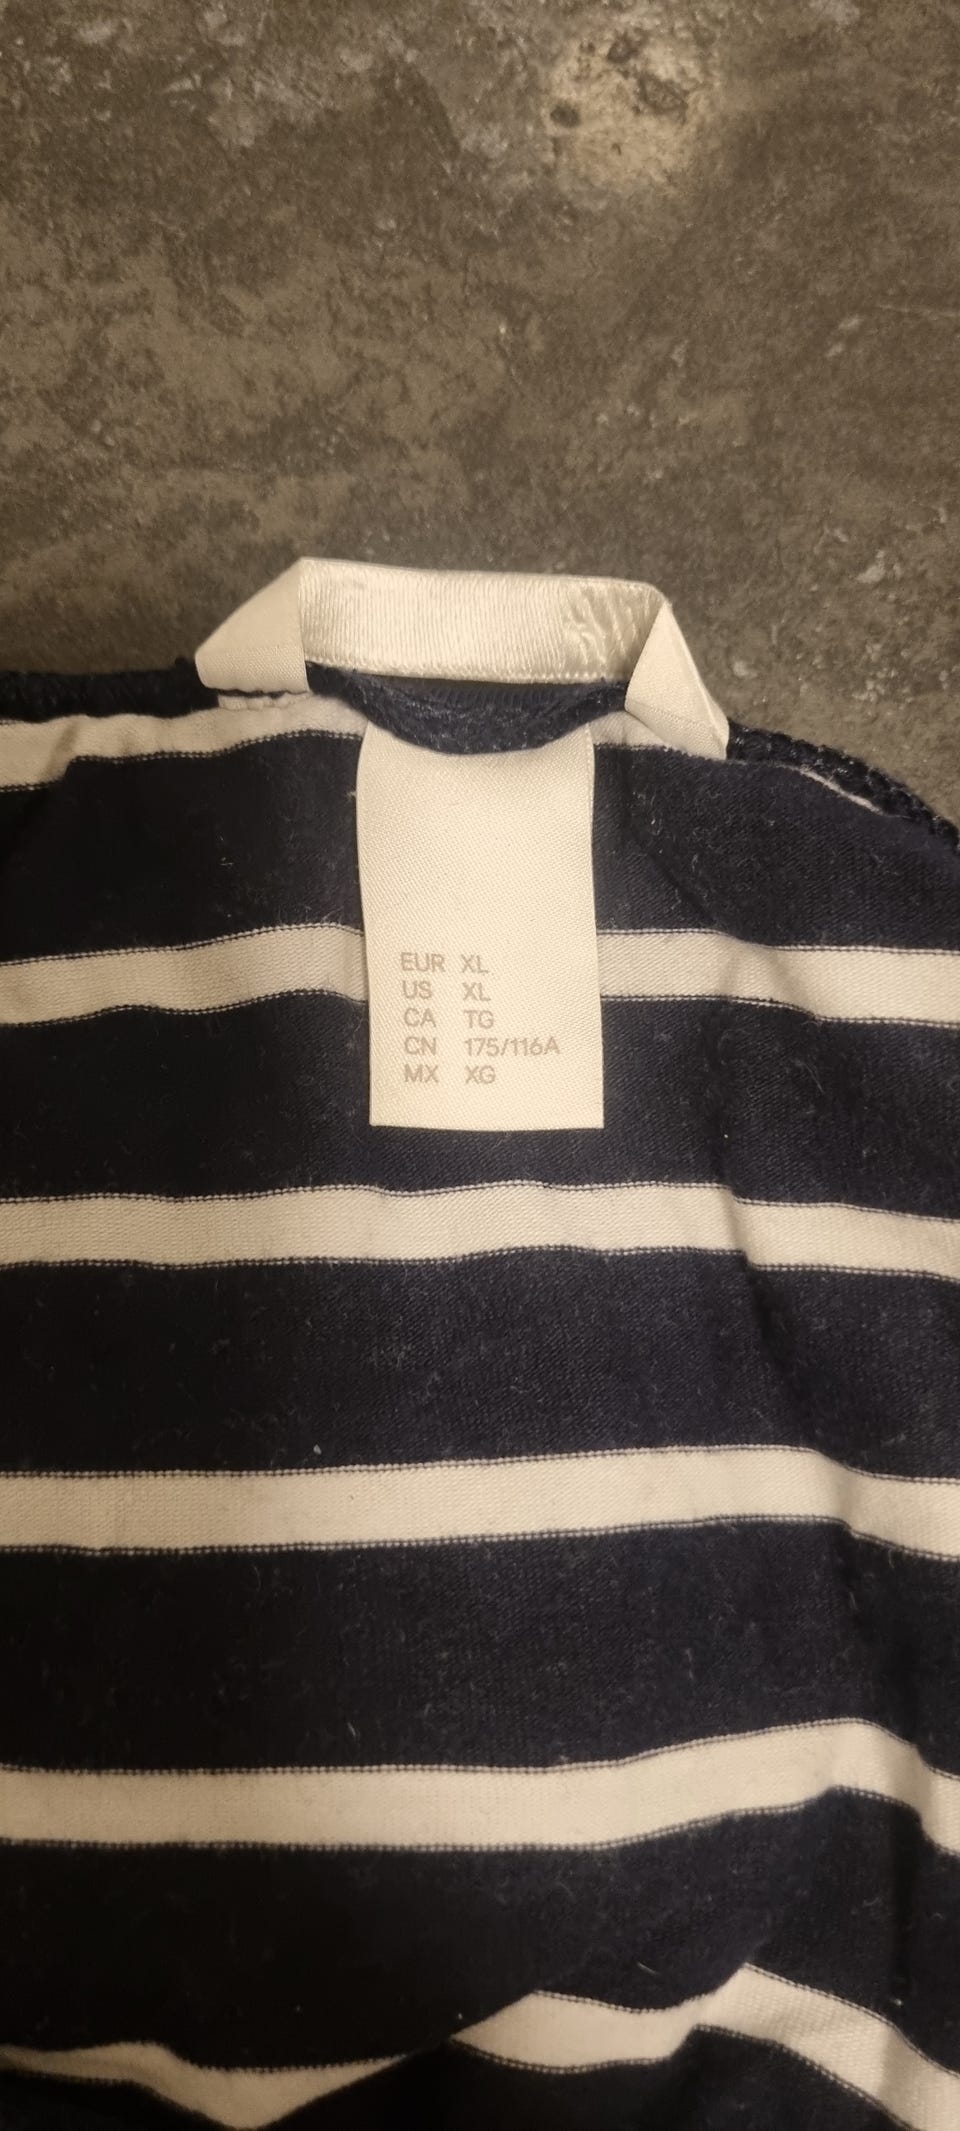 EUR XL
US XL
CA TG
CN 175/116A
MX XG